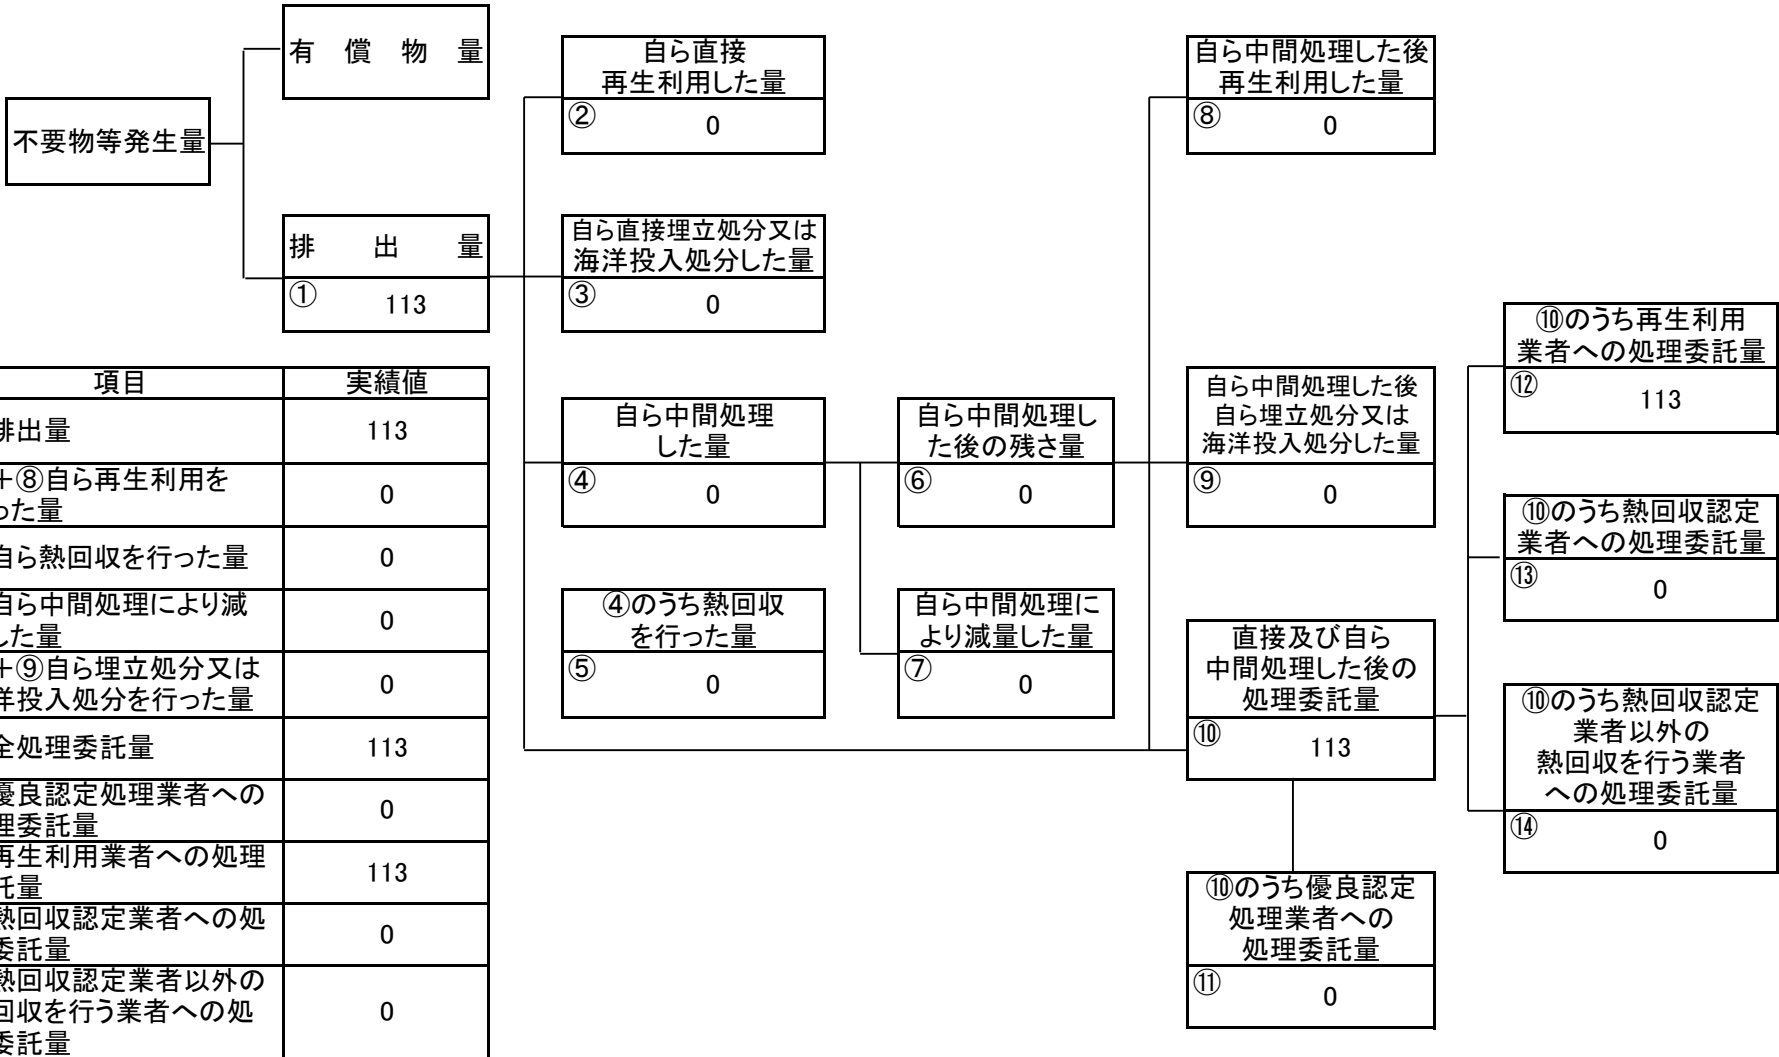 有償物量
不要物等発生量
排出量
① 113
自ら直接
再生利用した量
② 0
自ら直接埋立処分又は
海洋投入処分した量
③ 0
自ら中間処理
した量
④ 0
④のうち熱回収
を行った量
⑤ 0
自ら中間処理し
た後の残さ量
⑥ 0
自ら中間処理に
より減量した量
⑦ 0
自ら中間処理した後
再生利用した量
⑧ 0
自ら中間処理した後
自ら埋立処分又は
海洋投入処分した量
⑨ 0
直接及び自ら
中間処理した後の
処理委託量
⑩ 113
⑩のうち優良認定
処理業者への
処理委託量
⑪ 0
⑩のうち再生利用
業者への処理委託量
⑫ 113
⑩のうち熱回収認定
業者への処理委託量
⑬ 0
⑩のうち熱回収認定
業者以外の
熱回収を行う業者
への処理委託量
⑭ 0
項目 実績値
排出量 113
+⑧自ら再生利用を
った量 0
自ら熱回収を行った量 0
自ら中間処理により減
した量 0
+⑨自ら埋立処分又は
洋投入処分を行った量 0
全処理委託量 113
優良認定処理業者への
理委託量 0
再生利用業者への処理
託量 113
熱回収認定業者への処
委託量 0
熱回収認定業者以外の
回収を行う業者への処
委託量 0